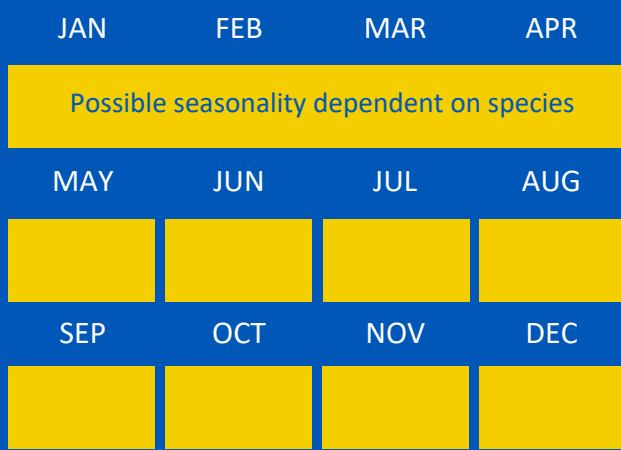 JAN FEB MAR APR
Possible seasonality dependent on species
MAY JUN JUL AUG
SEP OCT NOV DEC